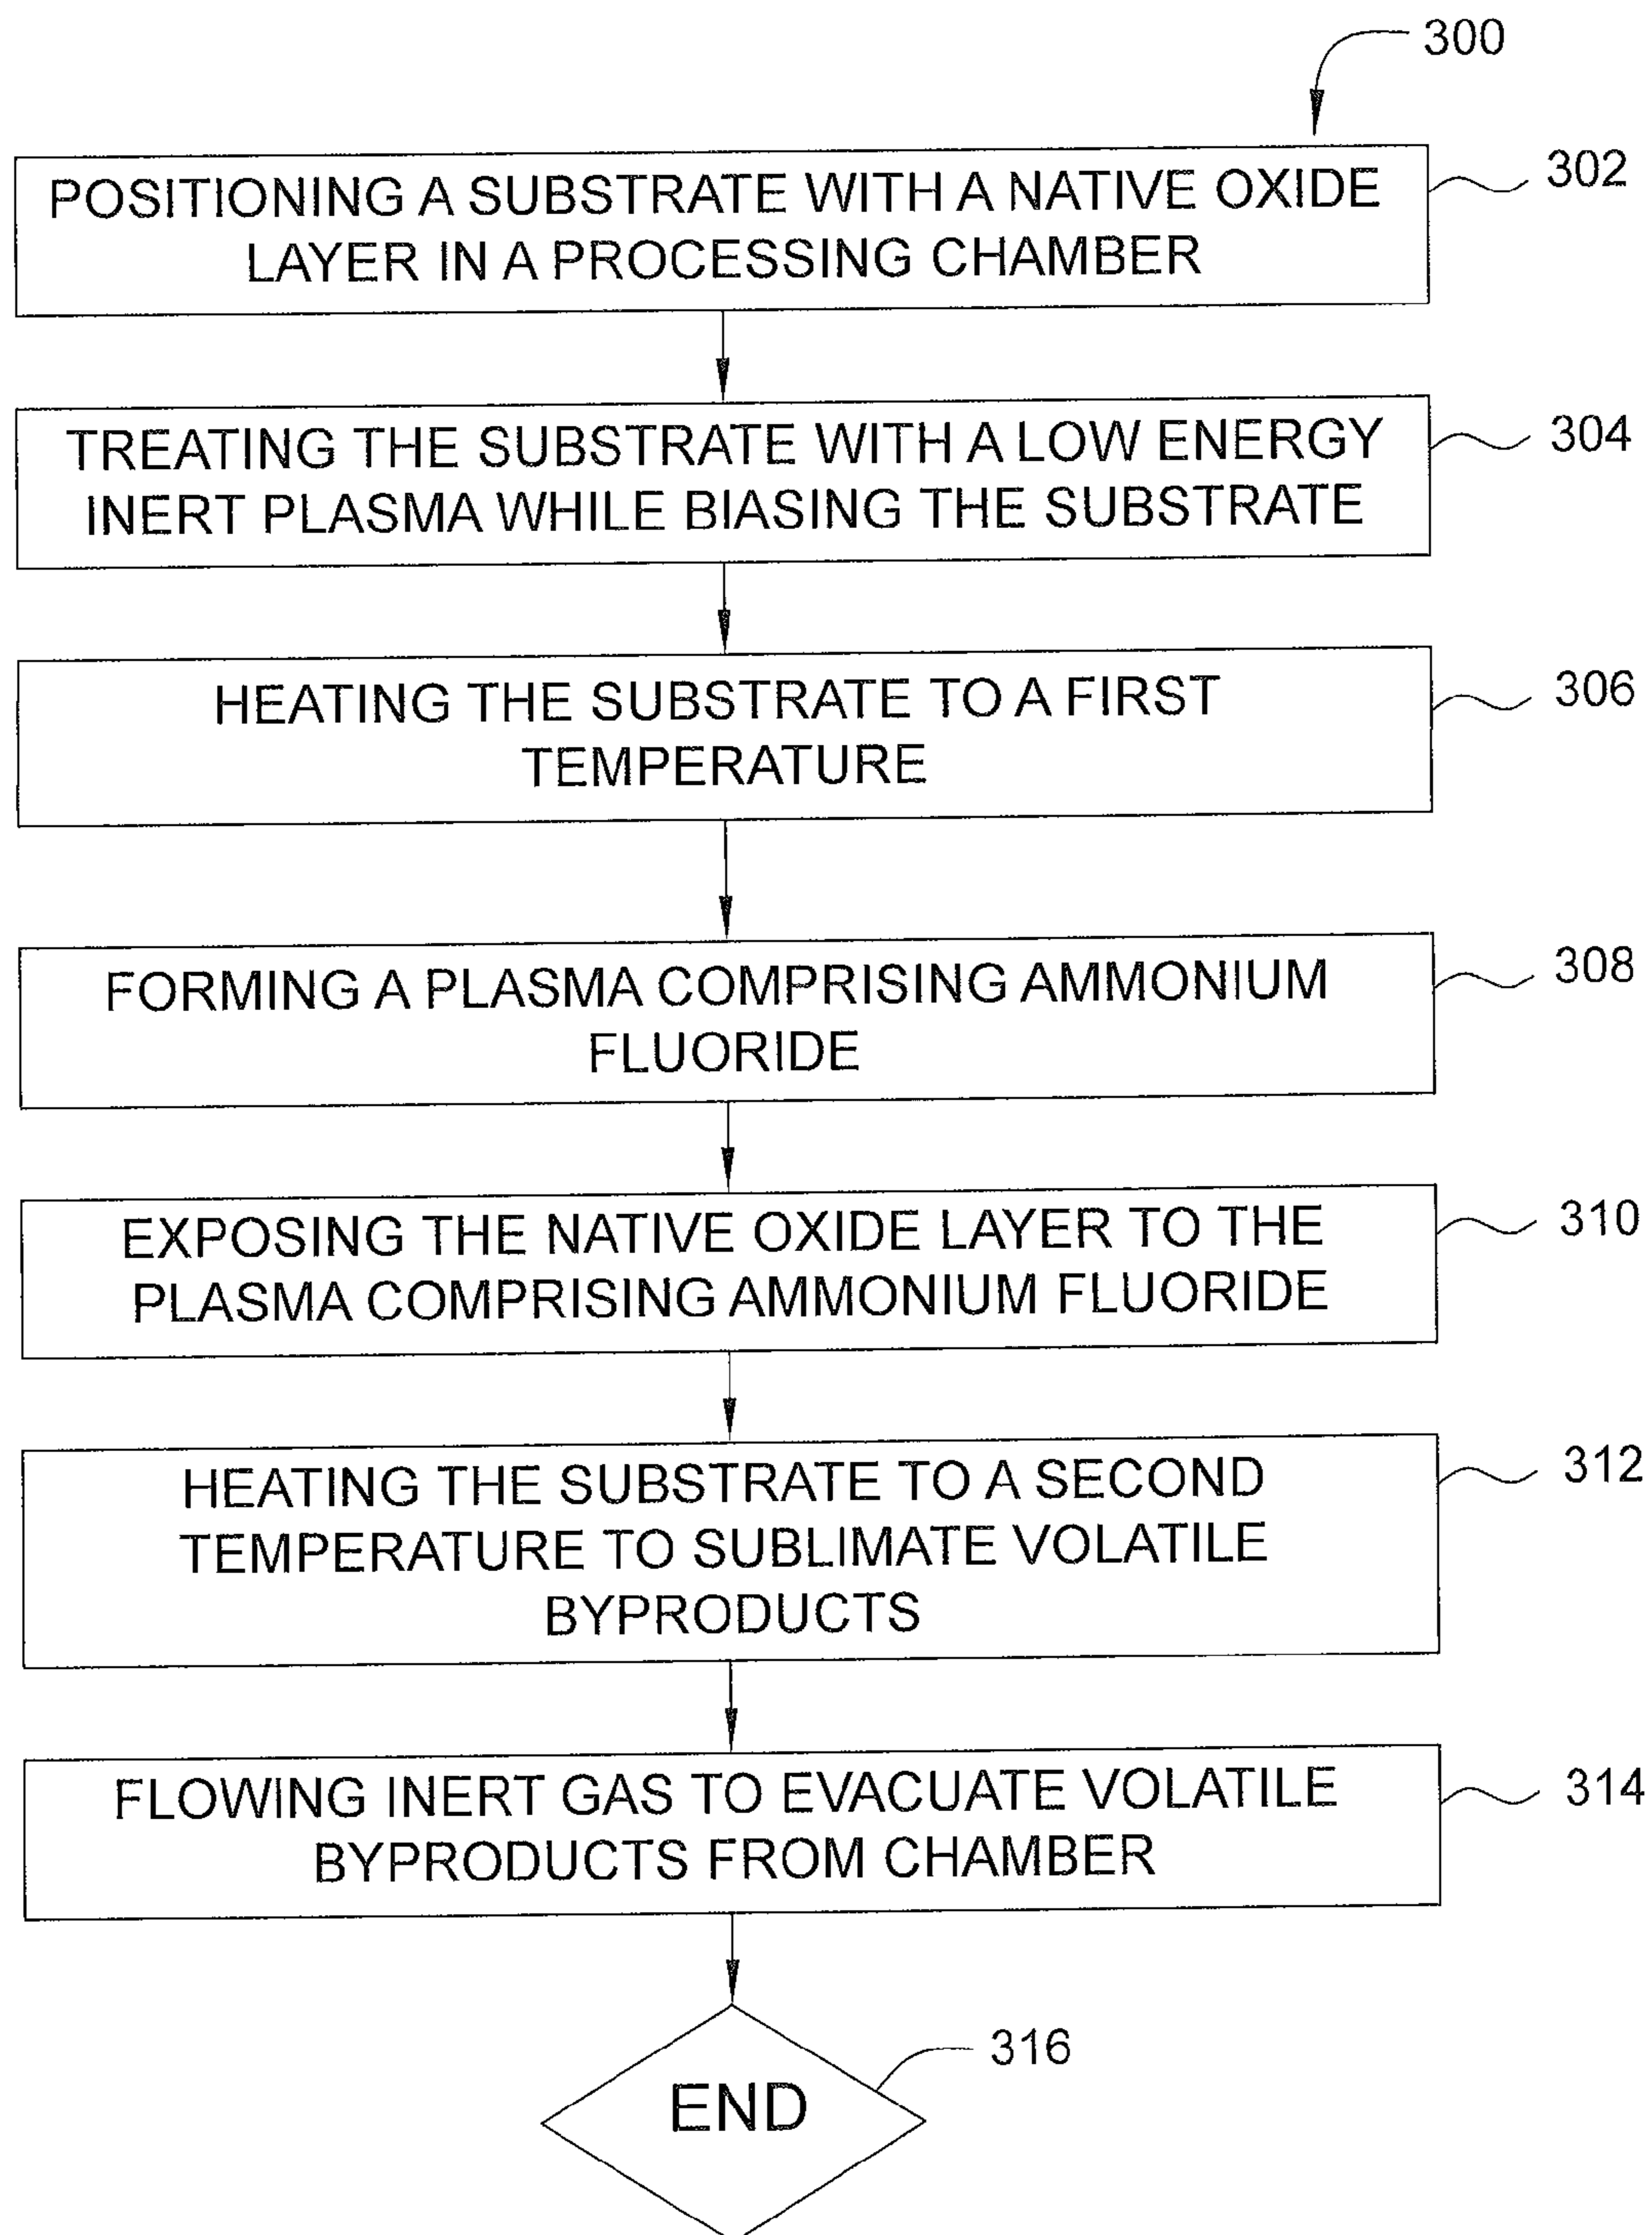 300
POSITIONING A SUBSTRATE WITH A NATIVE OXIDE
LAYER IN A PROCESSING CHAMBER
302
TREATING THE SUBSTRATE WITH A LOW ENERGY
INERT PLASMA WHILE BIASING THE SUBSTRATE
304
HEATING THE SUBSTRATE TO A FIRST
TEMPERATURE
306
FORMING A PLASMA COMPRISING AMMONIUM
FLUORIDE
308
EXPOSING THE NATIVE OXIDE LAYER TO THE
PLASMA COMPRISING AMMONIUM FLUORIDE
310
HEATING THE SUBSTRATE TO A SECOND
TEMPERATURE TO SUBLIMATE VOLATILE
BYPRODUCTS
312
FLOWING INERT GAS TO EVACUATE VOLATILE
BYPRODUCTS FROM CHAMBER
314
END
316